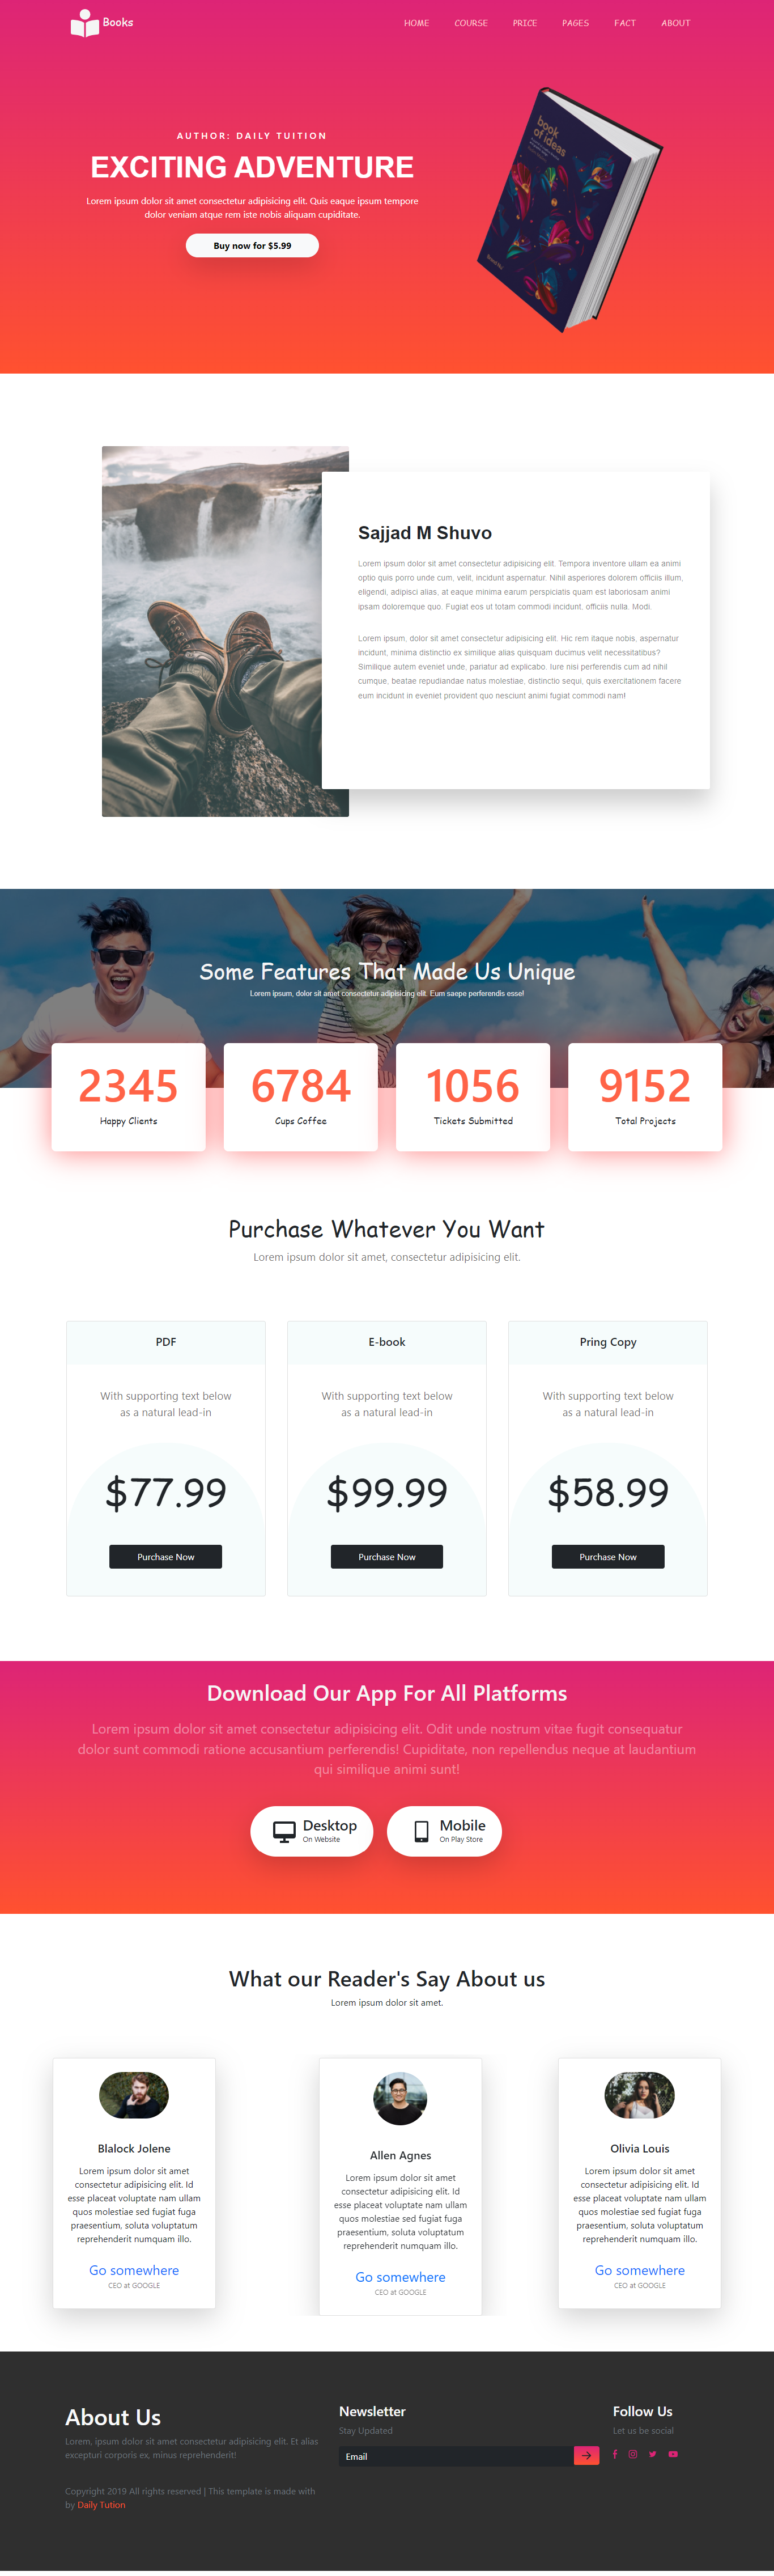 Books
HOME COURSE PRICE PAGES FACT ABOUT
AUTHOR: DAILY TUITION
EXCITING ADVENTURE
Lorem ipsum dolor sit amet consectetur adipisicing elit. Quis eaque ipsum tempore
dolor veniam atque rem iste nobis aliquam cupiditate.
Buy now for $5.99
book
of ideas
Sajjad M Shuvo
Lorem ipsum dolor sit amet consectetur adipisicing elit. Tempora inventore ullam ea animi
optio quis porro unde cum, velit, incidunt aspernatur. Nihil asperiores dolorem officiis illum,
eligendi, adipisci alias, at eaque minima earum perspiciatis quam est laboriosam animi
ipsam doloremque quo. Fugiat eos ut totam commodi incidunt, officiis nulla. Modi.
Lorem ipsum, dolor sit amet consectetur adipisicing elit. Hic rem itaque nobis, aspernatur
incidunt, minima distinctio ex similique alias quisquam ducimus velit necessitatibus?
Similique autem eveniet unde, pariatur ad explicabo. Iure nisi perferendis cum ad nihil
cumque, beatae repudiandae natus molestiae, distinctio sequi, quis exercitationem facere
eum incidunt in eveniet provident quo nesciunt animi fugiat commodi nam!
Some Features That Made Us Unique
Lorem ipsum, dolor sit amet consectetur adipisicing elit. Eum saepe perferendis esse!
2345 6784 1056 9152
Happy Clients Cups Coffee Tickets Submitted Total Projects
Purchase Whatever You Want
Lorem ipsum dolor sit amet, consectetur adipisicing elit.
PDF
With supporting text below
as a natural lead-in
$77.99
Purchase Now
E-book
With supporting text below
as a natural lead-in
$99.99
Purchase Now
Pring Copy
With supporting text below
as a natural lead-in
$58.99
Purchase Now
Download Our App For All Platforms
Lorem ipsum dolor sit amet consectetur adipisicing elit. Odit unde nostrum vitae fugit consequatur
dolor sunt commodi ratione accusantium perferendis! Cupiditate, non repellendus neque at laudantium
qui similique animi sunt!
Desktop
On Website
Mobile
On Play Store
What our Reader's Say About us
Lorem ipsum dolor sit amet.
Blalock Jolene
Lorem ipsum dolor sit amet
consectetur adipisicing elit. Id
esse placeat voluptate nam ullam
quos molestiae sed fugiat fuga
praesentium, soluta voluptatum
reprehenderit numquam illo.
Go somewhere
CEO at GOOGLE
Allen Agnes
Lorem ipsum dolor sit amet
consectetur adipisicing elit. Id
esse placeat voluptate nam ullam
quos molestiae sed fugiat fuga
praesentium, soluta voluptatum
reprehenderit numquam illo.
Go somewhere
CEO at GOOGLE
Olivia Louis
Lorem ipsum dolor sit amet
consectetur adipisicing elit. Id
esse placeat voluptate nam ullam
quos molestiae sed fugiat fuga
praesentium, soluta voluptatum
reprehenderit numquam illo.
Go somewhere
CEO at GOOGLE
About Us
Lorem, ipsum dolor sit amet consectetur adipisicing elit. Et alias
excepturi corporis ex, minus reprehenderit!
Copyright 2019 All rights reserved | This template is made with
by Daily Tution
Newsletter
Stay Updated
Email
Follow Us
Let us be social